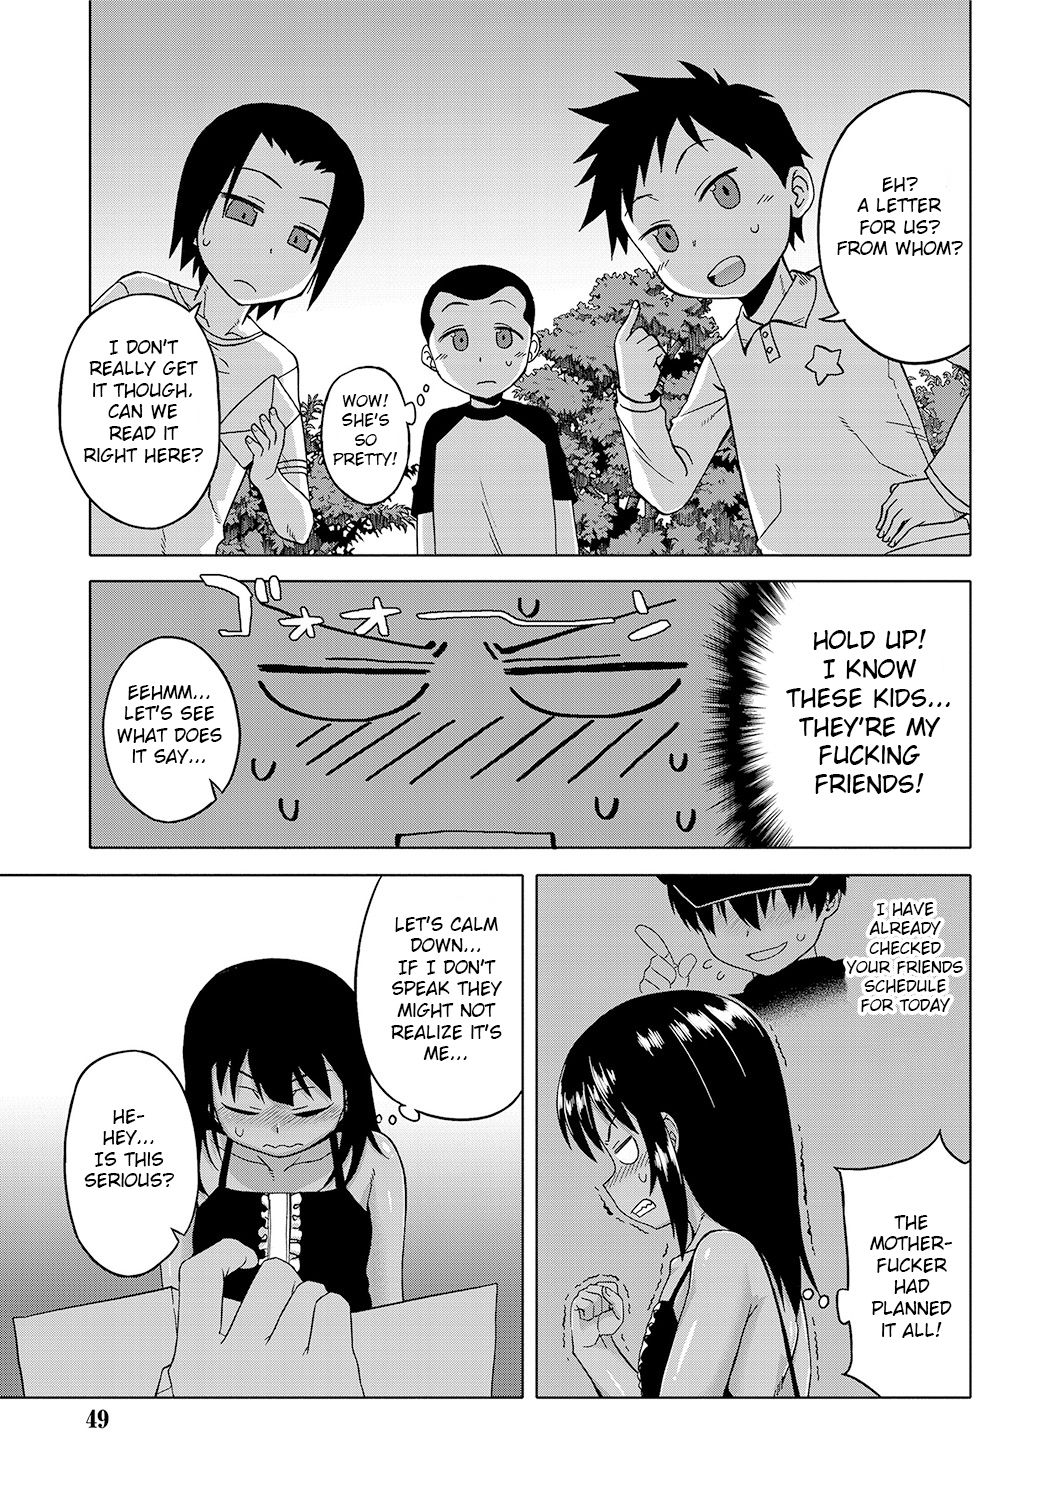 EH?
A LETTER
FOR US?
FROM WHOM?
WOW!
SHE'S
SO
PRETTY!
I DON'T
REALLY GET
IT THOUGH.
CAN WE
READ IT
RIGHT HERE?
HOLD UP!
I KNOW
THESE KIDS...
THEY'RE MY
FUCKING
FRIENDS!
EEHMM...
LET'S SEE
WHAT DOES
IT SAY...
I HAVE
ALREADY
CHECKED
YOUR FRIENDS
SCHEDULE
FOR TODAY
THE
MOTHER-
FUCKER
HAD
PLANNED
IT ALL!
LET'S CALM
DOWN...
IF I DON'T
SPEAK THEY
MIGHT NOT
REALIZE IT'S
ME...
HE-
HEY...
IS THIS
SERIOUS?
49